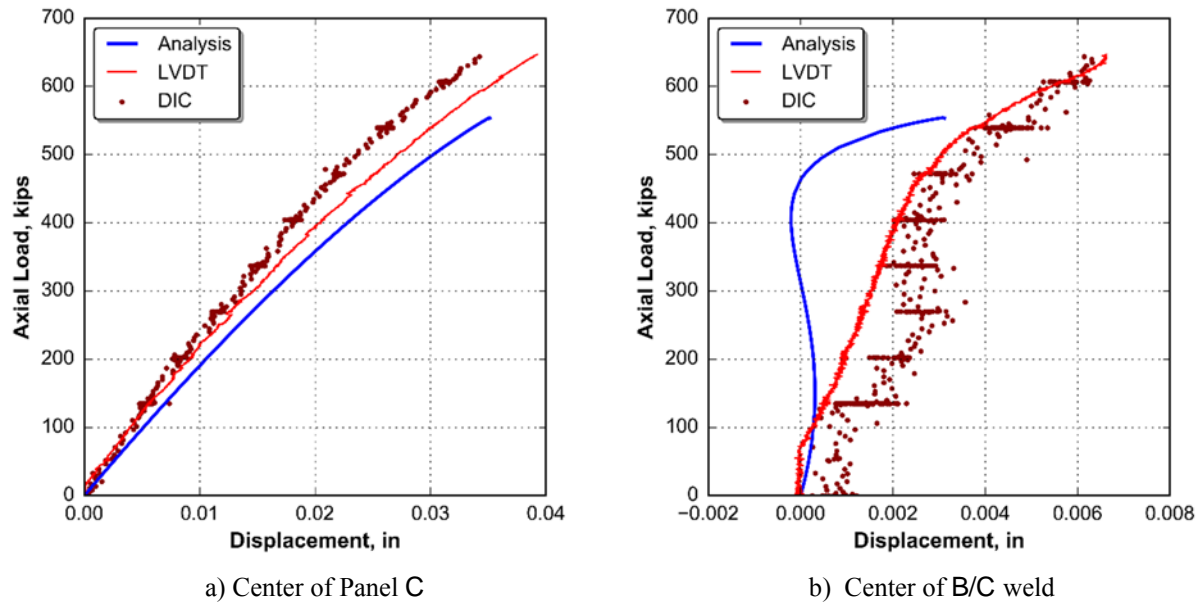 700
600
500
400
300
200
100
0
Axial Load, kips
Analysis
LVDT
DIC
0.00 0.01 0.02 0.03 0.04
Displacement, in
a) Center of Panel C
700
600
500
400
300
200
100
0
Axial Load, kips
Analysis
LVDT
DIC
−0.002 0.000 0.002 0.004 0.006 0.008
Displacement, in
b) Center of B/C weld